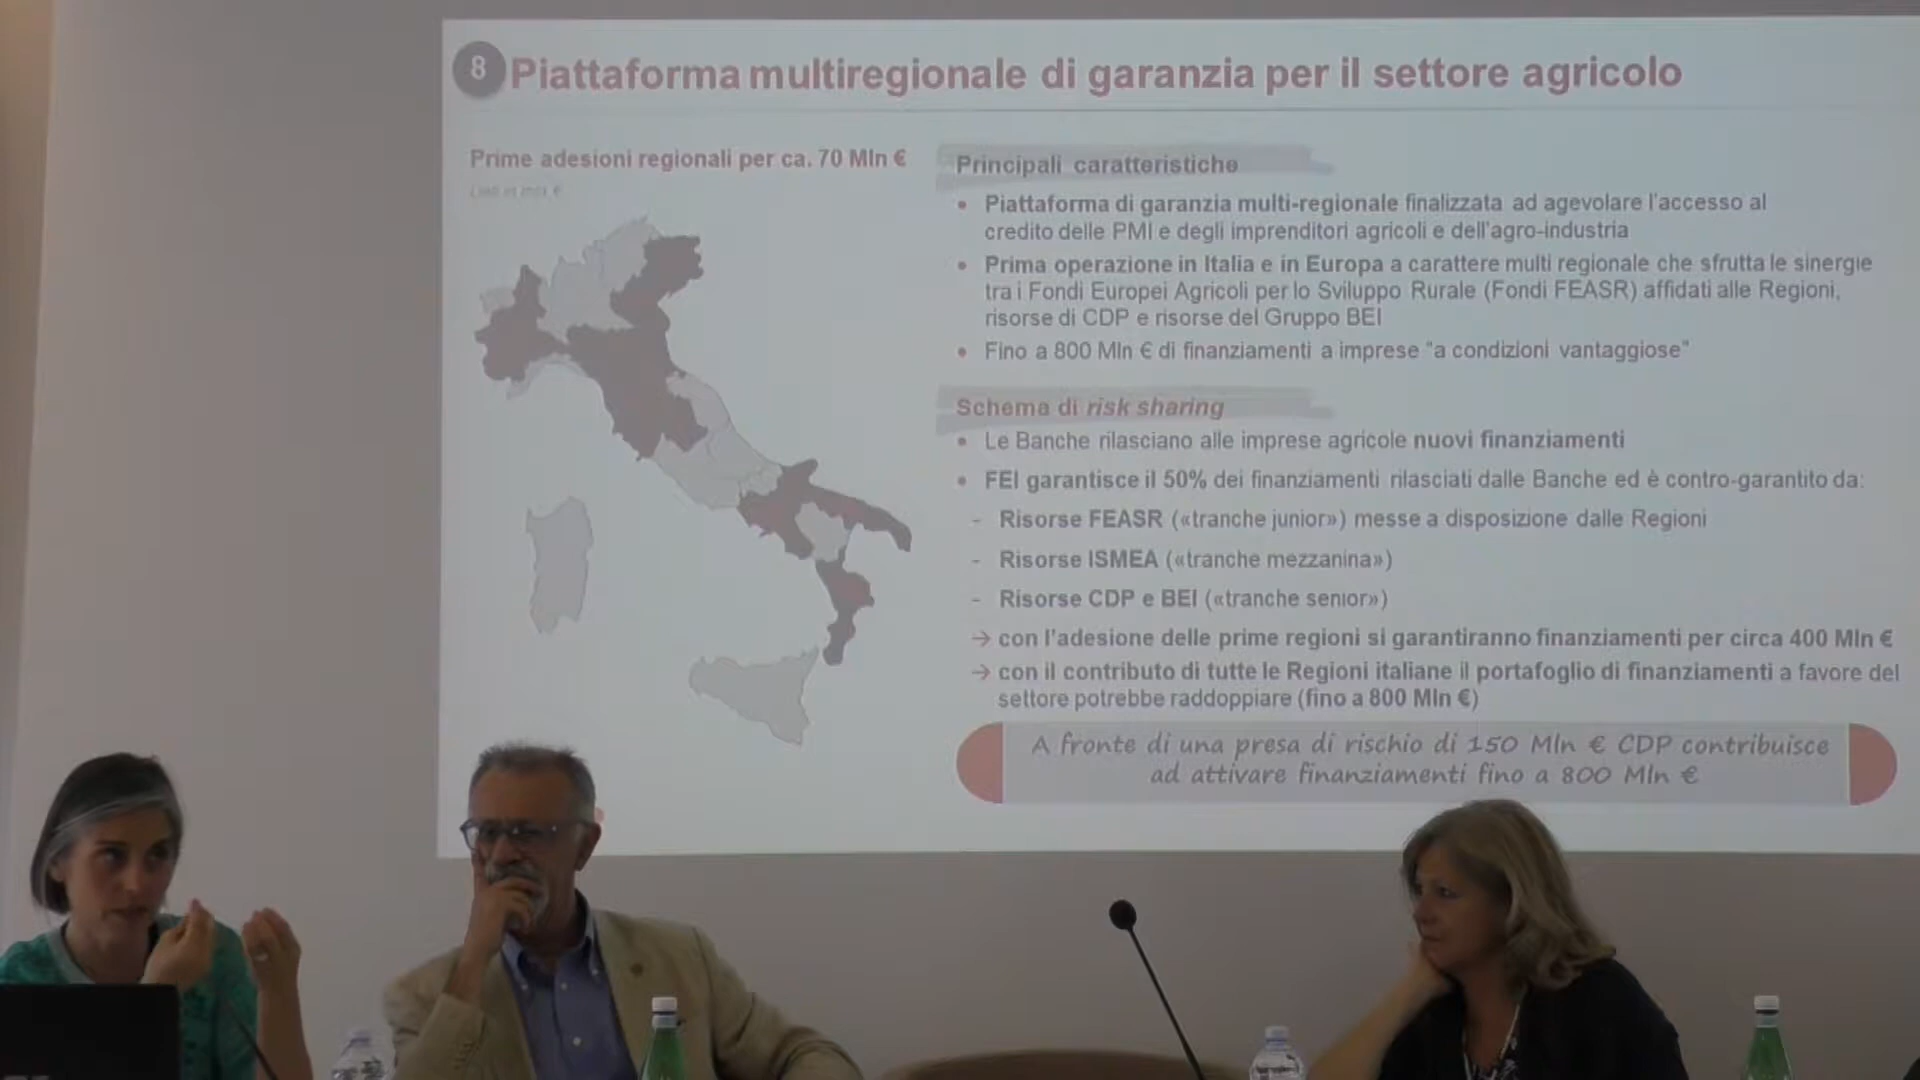 8 Piattaforma multiregionale di garanzia per il settore agricolo
Prime adesioni regionali per ca. 70 Mln €
Dati in mln €
Principali caratteristiche
• Piattaforma di garanzia multi-regionale finalizzata ad agevolare l'accesso al
credito delle PMI e degli imprenditori agricoli e dell'agro-industria
• Prima operazione in Italia e in Europa a carattere multi regionale che sfrutta le sinergie
tra i Fondi Europei Agricoli per lo Sviluppo Rurale (Fondi FEASR) affidati alle Regioni,
risorse di CDP e risorse del Gruppo BEI
• Fino a 800 Mln € di finanziamenti a imprese "a condizioni vantaggiose"
Schema di risk sharing
• Le Banche rilasciano alle imprese agricole nuovi finanziamenti
• FEI garantisce il 50% dei finanziamenti rilasciati dalle Banche ed è contro-garantito da:
- Risorse FEASR («tranche junior») messe a disposizione dalle Regioni
- Risorse ISMEA («tranche mezzanina»)
- Risorse CDP e BEI («tranche senior»)
→ con l'adesione delle prime regioni si garantiranno finanziamenti per circa 400 Mln €
→ con il contributo di tutte le Regioni italiane il portafoglio di finanziamenti a favore del
settore potrebbe raddoppiare (fino a 800 Mln €)
A fronte di una presa di rischio di 150 Mln € CDP contribuisce
ad attivare finanziamenti fino a 800 Mln €